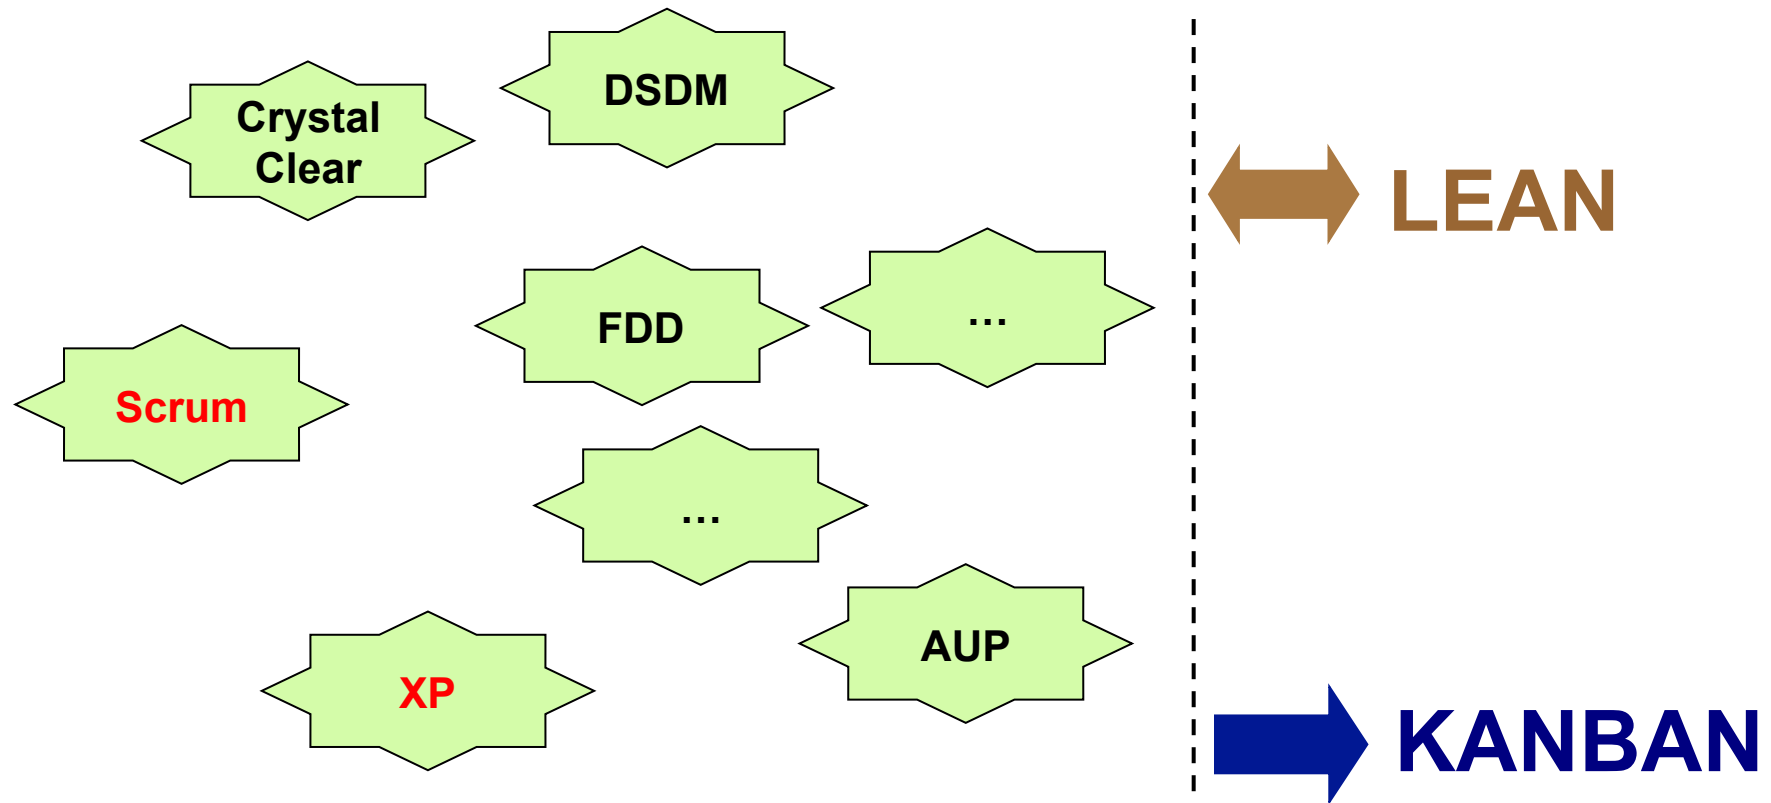 DSDM
Crystal
Clear
LEAN
FDD
…
Scrum
…
AUP
XP
KANBAN